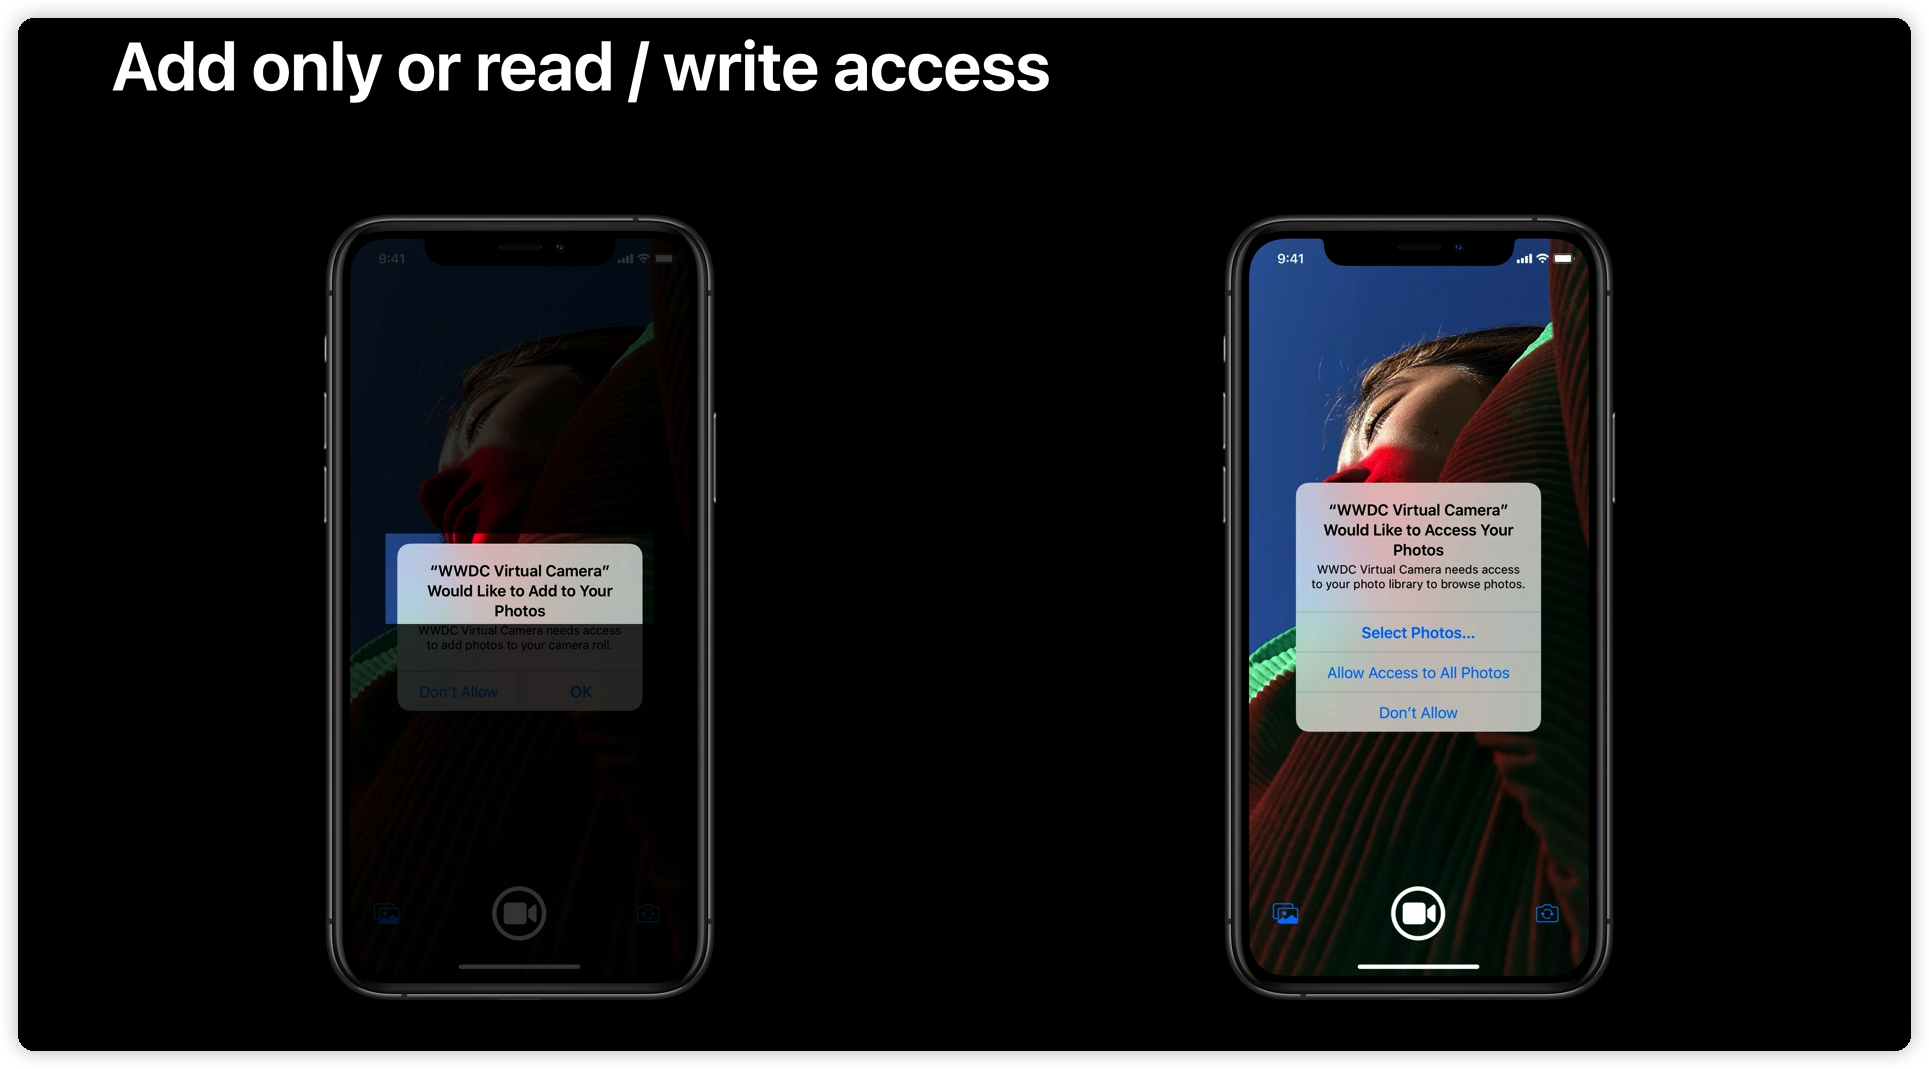 Add only or read / write access
9:41
“WWDC Virtual Camera”
Would Like to Add to Your
Photos
WWDC Virtual Camera needs access
to add photos to your camera roll.
Don’t Allow
OK
9:41
“WWDC Virtual Camera”
Would Like to Access Your
Photos
WWDC Virtual Camera needs access
to your photo library to browse photos.
Select Photos...
Allow Access to All Photos
Don’t Allow